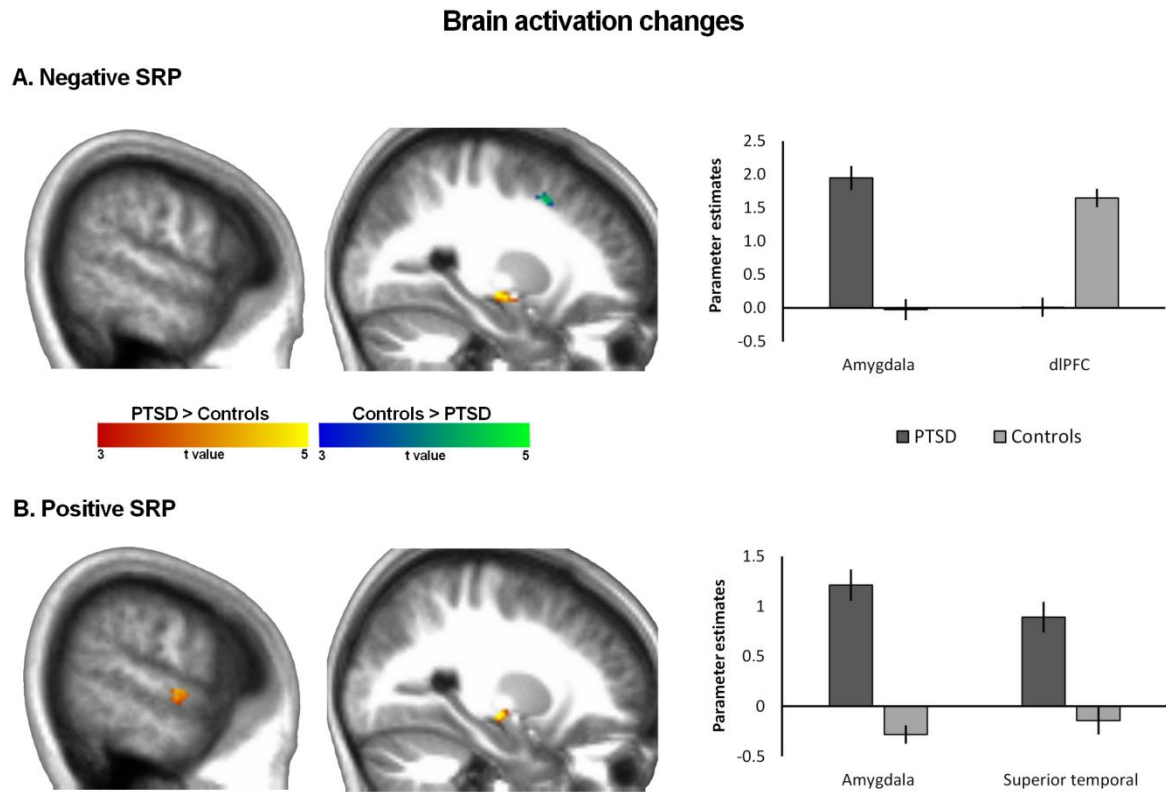 Brain activation changes
A. Negative SRP
Parameter estimates
2.5
2.0
1.5
1.0
0.5
0.0
-0.5
Amygdala dlPFC
PTSD > Controls Controls > PTSD
3 t value 5 3 t value 5
PTSD Controls
B. Positive SRP
Parameter estimates
1.5
1
0.5
0
-0.5
Amygdala Superior temporal